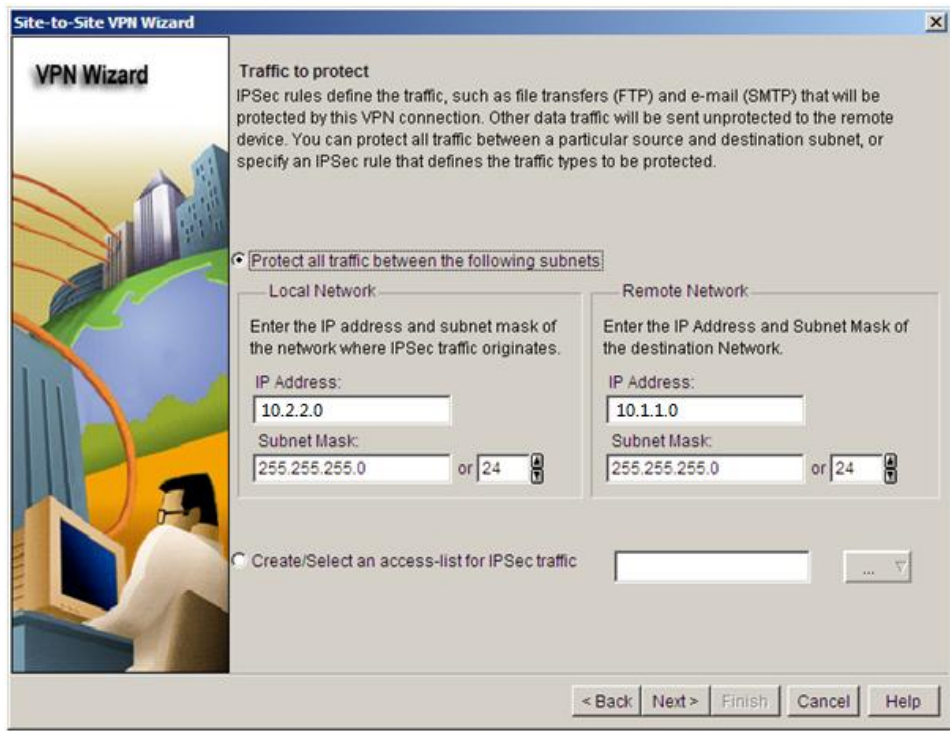 Site-to-Site VPN Wizard
VPN Wizard
Traffic to protect
IPSec rules define the traffic, such as file transfers (FTP) and e-mail (SMTP) that will be
protected by this VPN connection. Other data traffic will be sent unprotected to the remote
device. You can protect all traffic between a particular source and destination subnet, or
specify an IPSec rule that defines the traffic types to be protected.
Protect all traffic between the following subnets
Local Network
Enter the IP address and subnet mask of
the network where IPSec traffic originates.
IP Address:
10.2.2.0
Subnet Mask:
255.255.255.0 or 24
Remote Network
Enter the IP Address and Subnet Mask of
the destination Network.
IP Address:
10.1.1.0
Subnet Mask:
255.255.255.0 or 24
Create/Select an access-list for IPSec traffic ...
< Back Next > Finish Cancel Help